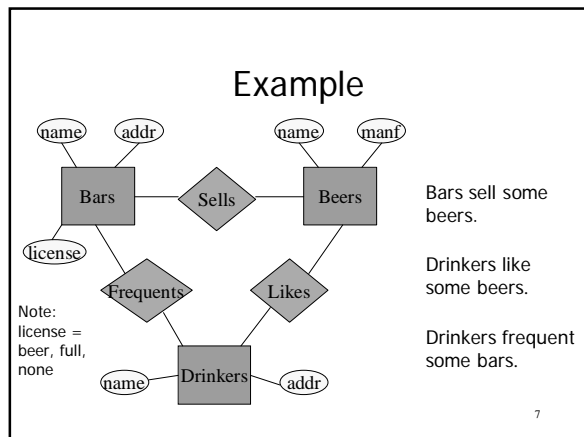 Example
name
addr
name
manf
Bars
Sells
Beers
license
Frequents
Likes
Note:
license =
beer, full,
none
name
Drinkers
addr
Bars sell some
beers.
Drinkers like
some beers.
Drinkers frequent
some bars.
7